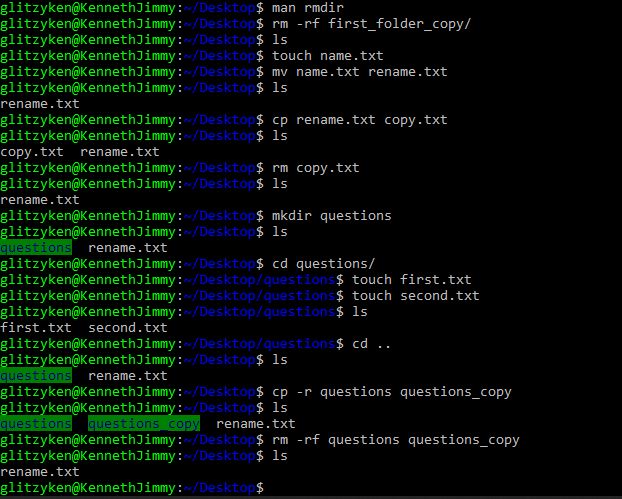 glitzyken@KennethJimmy:~/Desktop$ man rmdir
glitzyken@KennethJimmy:~/Desktop$ rm -rf first_folder_copy/
glitzyken@KennethJimmy:~/Desktop$ ls
glitzyken@KennethJimmy:~/Desktop$ touch name.txt
glitzyken@KennethJimmy:~/Desktop$ mv name.txt rename.txt
glitzyken@KennethJimmy:~/Desktop$ ls
rename.txt
glitzyken@KennethJimmy:~/Desktop$ cp rename.txt copy.txt
glitzyken@KennethJimmy:~/Desktop$ ls
copy.txt  rename.txt
glitzyken@KennethJimmy:~/Desktop$ rm copy.txt
glitzyken@KennethJimmy:~/Desktop$ ls
rename.txt
glitzyken@KennethJimmy:~/Desktop$ mkdir questions
glitzyken@KennethJimmy:~/Desktop$ ls
questions  rename.txt
glitzyken@KennethJimmy:~/Desktop$ cd questions/
glitzyken@KennethJimmy:~/Desktop/questions$ touch first.txt
glitzyken@KennethJimmy:~/Desktop/questions$ touch second.txt
glitzyken@KennethJimmy:~/Desktop/questions$ ls
first.txt  second.txt
glitzyken@KennethJimmy:~/Desktop/questions$ cd ..
glitzyken@KennethJimmy:~/Desktop$ ls
questions  rename.txt
glitzyken@KennethJimmy:~/Desktop$ cp -r questions questions_copy
glitzyken@KennethJimmy:~/Desktop$ ls
questions  questions_copy  rename.txt
glitzyken@KennethJimmy:~/Desktop$ rm -rf questions questions_copy
glitzyken@KennethJimmy:~/Desktop$ ls
rename.txt
glitzyken@KennethJimmy:~/Desktop$